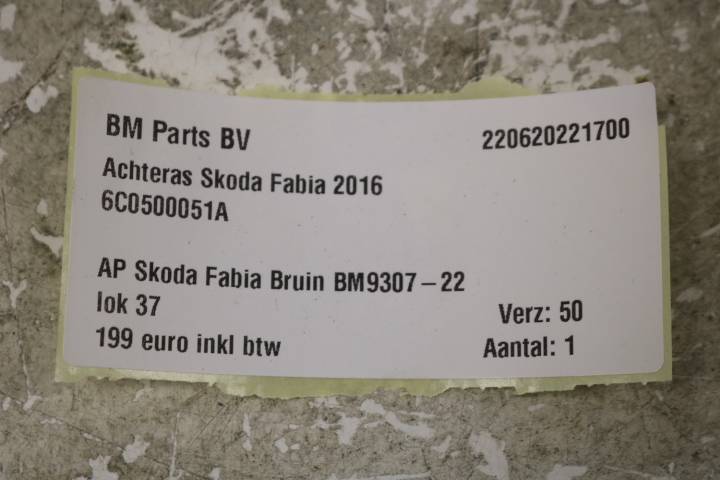 BM Parts BV 220620221700
Achteras Skoda Fabia 2016
6C0500051A
AP Skoda Fabia Bruin BM9307-22
lok 37 Verz: 50
199 euro inkl btw Aantal: 1